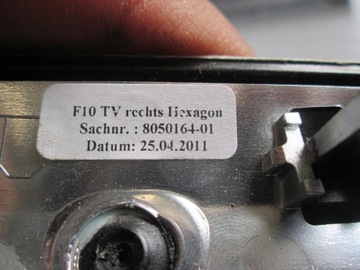 F10 TV rechts Hexagon
Sachnr. : 8050164-01
Datum: 25.04.2011